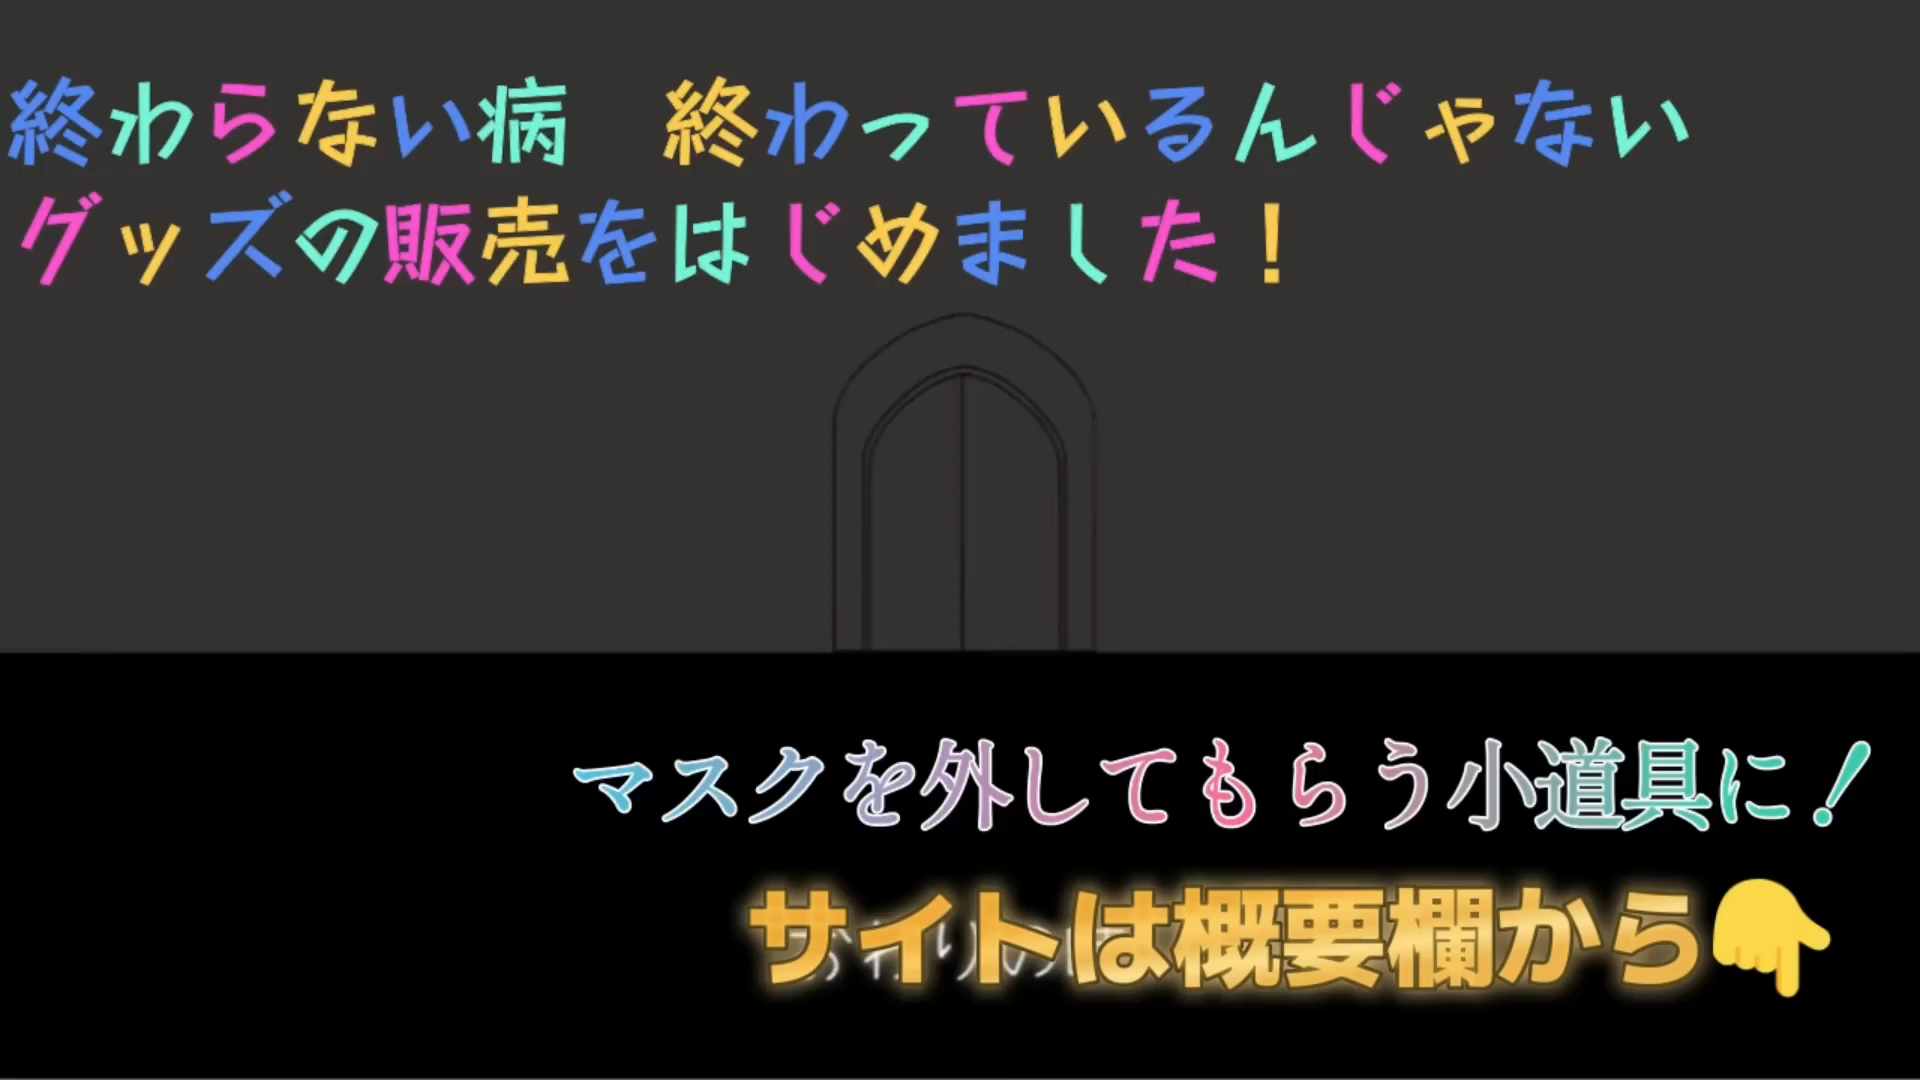 終わらない病　終わっているんじゃない
グッズの販売をはじめました！
マスクを外してもらう小道具に！
サイトは概要欄から👇